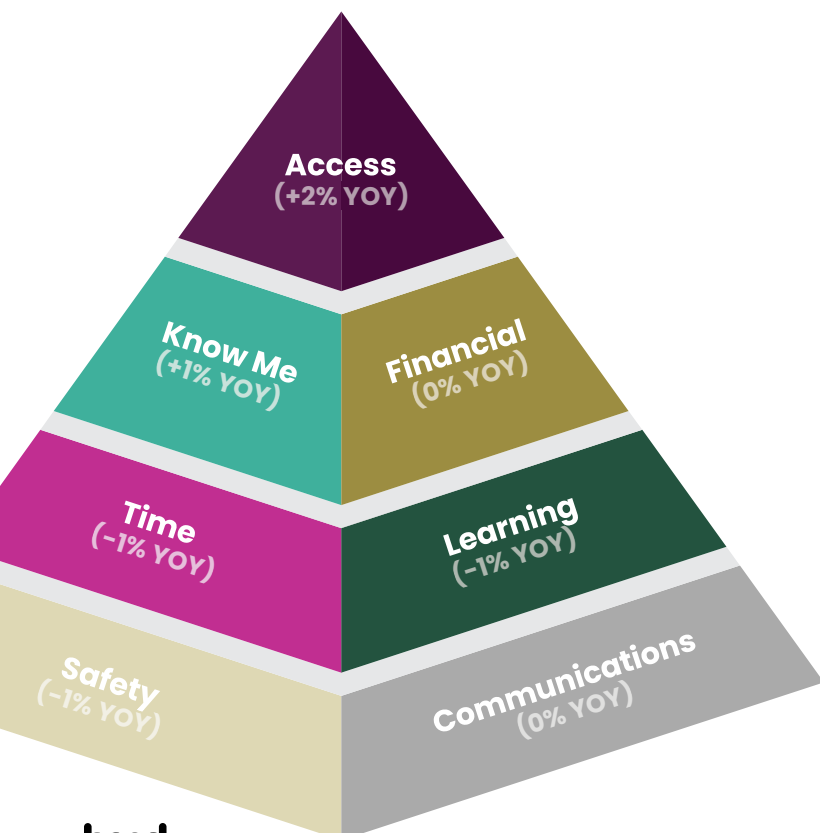 Access
(+2% YOY)
Know Me
(+1% YOY)
Financial
(0% YOY)
Time
(-1% YOY)
Learning
(-1% YOY)
Safety
(-1% YOY)
Communications
(0% YOY)